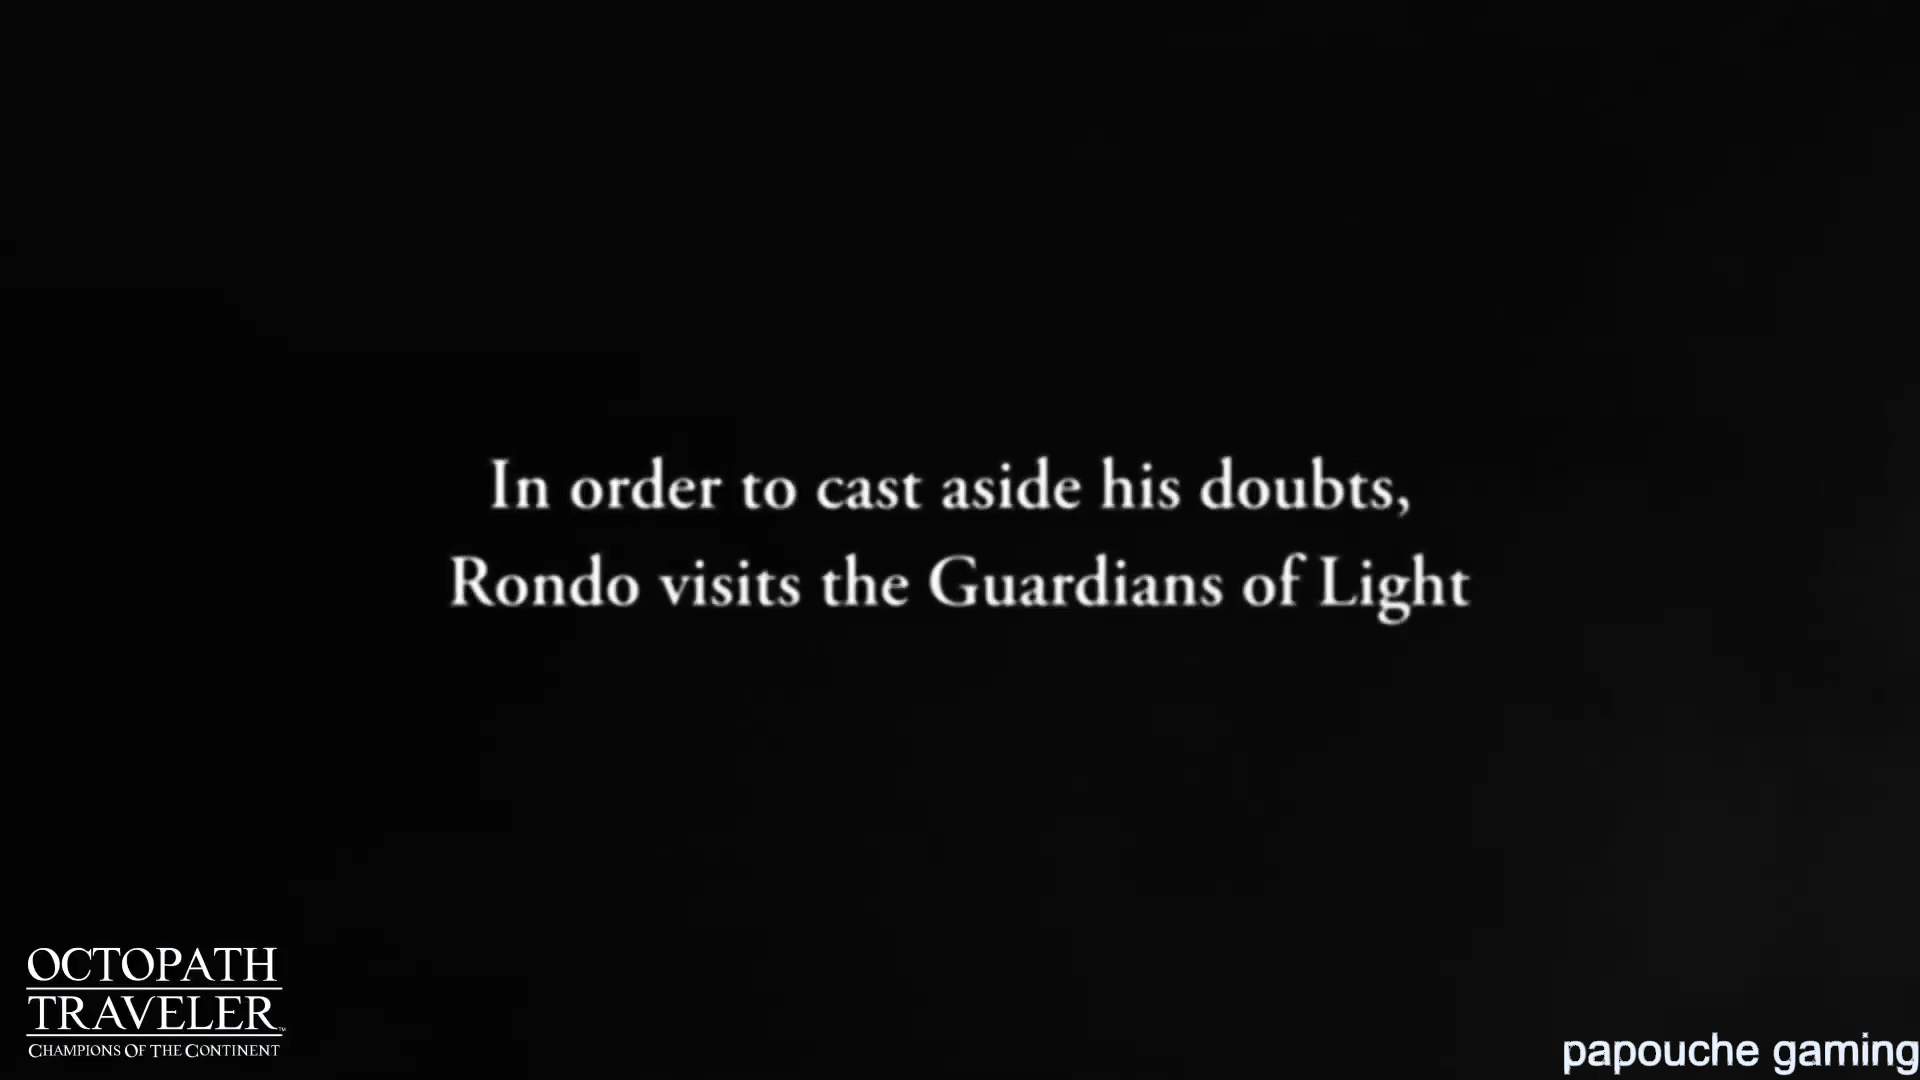 In order to cast aside his doubts,
Rondo visits the Guardians of Light
OCTOPATH
TRAVELER™
CHAMPIONS OF THE CONTINENT
papouche gaming